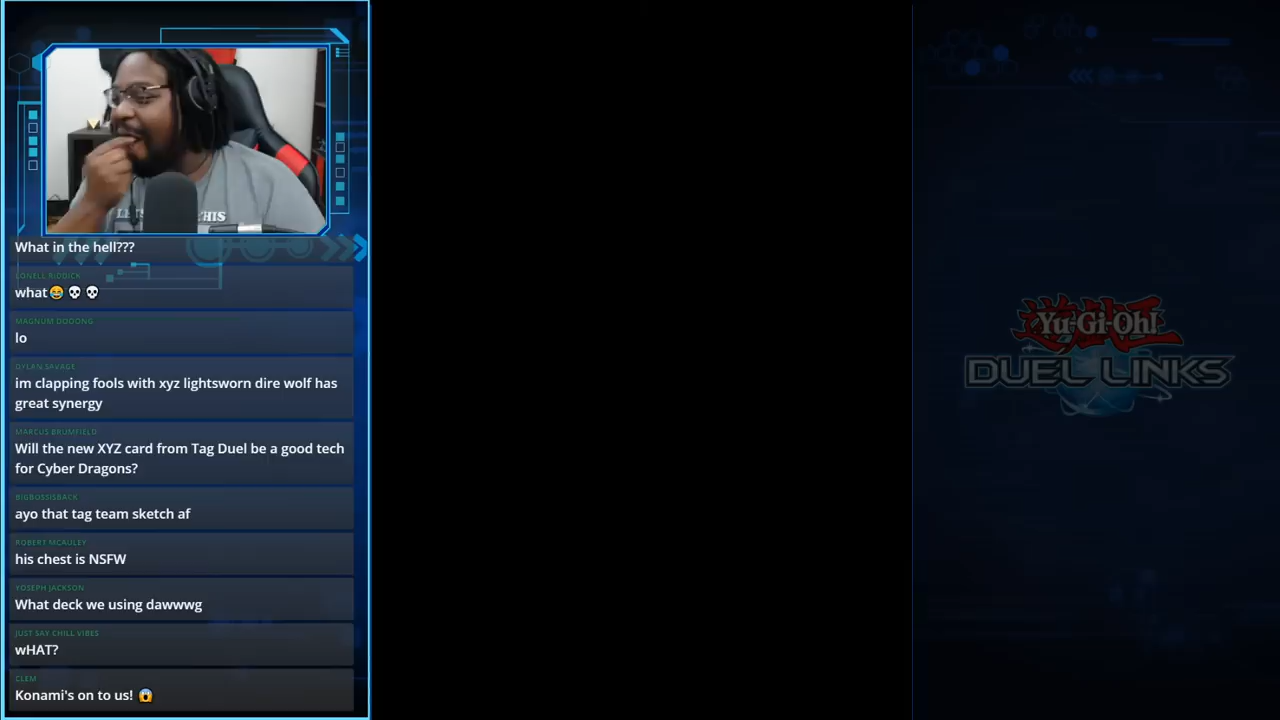 LET'S THIS
What in the hell???
LONELL RIDDICK
what😂💀💀
MAGNUM DOOONG
lo
DYLAN SAVAGE
im clapping fools with xyz lightsworn dire wolf has
great synergy
MARCUS BRUMFIELD
Will the new XYZ card from Tag Duel be a good tech
for Cyber Dragons?
BIGBOSSISBACK
ayo that tag team sketch af
ROBERT MCAULEY
his chest is NSFW
YOSEPH JACKSON
What deck we using dawwwg
JUST SAY CHILL VIBES
wHAT?
CLEM
Konami's on to us! 😱
Yu-Gi-Oh!
DUEL LINKS